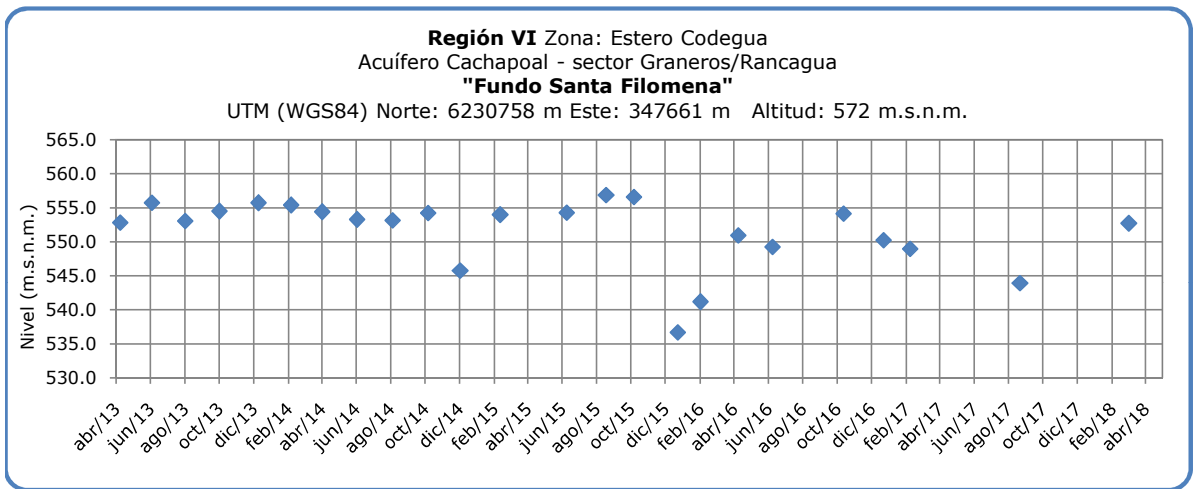 Región VI Zona: Estero Codegua
Acuífero Cachapoal - sector Graneros/Rancagua
"Fundo Santa Filomena"
UTM (WGS84) Norte: 6230758 m Este: 347661 m Altitud: 572 m.s.n.m.
Nivel (m.s.n.m.)
565.0
560.0
555.0
550.0
545.0
540.0
535.0
530.0
abr/13
jun/13
ago/13
oct/13
dic/13
feb/14
abr/14
jun/14
ago/14
oct/14
dic/14
feb/15
abr/15
jun/15
ago/15
oct/15
dic/15
feb/16
abr/16
jun/16
ago/16
oct/16
dic/16
feb/17
abr/17
jun/17
ago/17
oct/17
dic/17
feb/18
abr/18